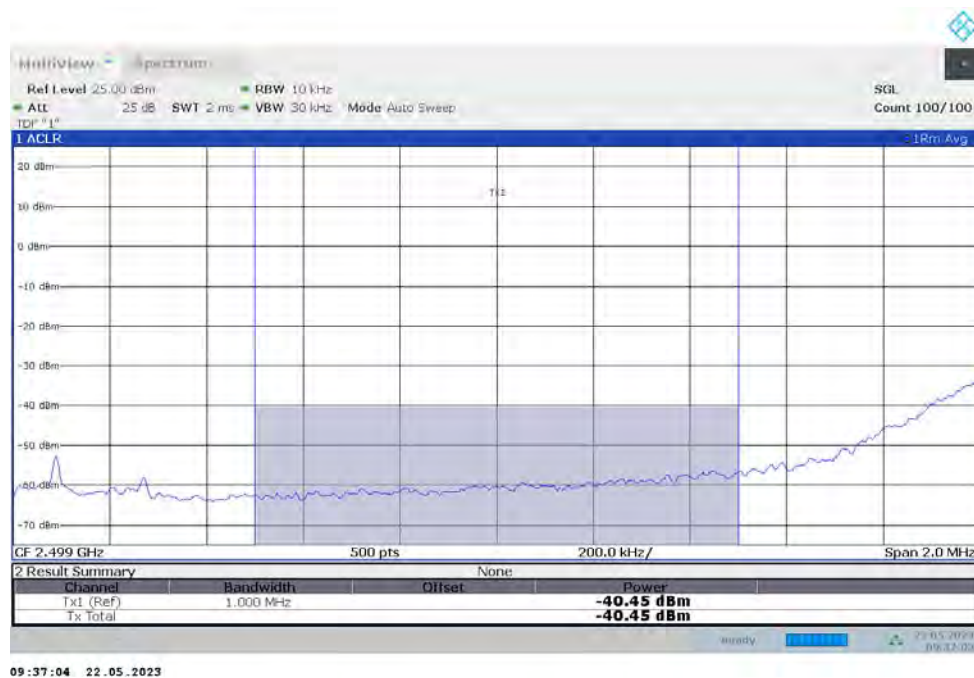 MultiView Spectrum
Ref Level 25.00 dBm RBW 10 kHz SGL
Att 25 dB SWT 2 ms VBW 30 kHz Mode Auto Sweep Count 100/100
TDF "1"
1 ACLR 1Rm Avg
20 dBm
10 dBm
0 dBm
-10 dBm
-20 dBm
-30 dBm
-40 dBm
-50 dBm
-60 dBm
-70 dBm
CF 2.499 GHz 500 pts 200.0 kHz/ Span 2.0 MHz
2 Result Summary None
Channel Bandwidth Offset Power
Tx1 (Ref) 1.000 MHz -40.45 dBm
Tx Total -40.45 dBm
Ready 22.05.2023
09:37:04 22.05.2023